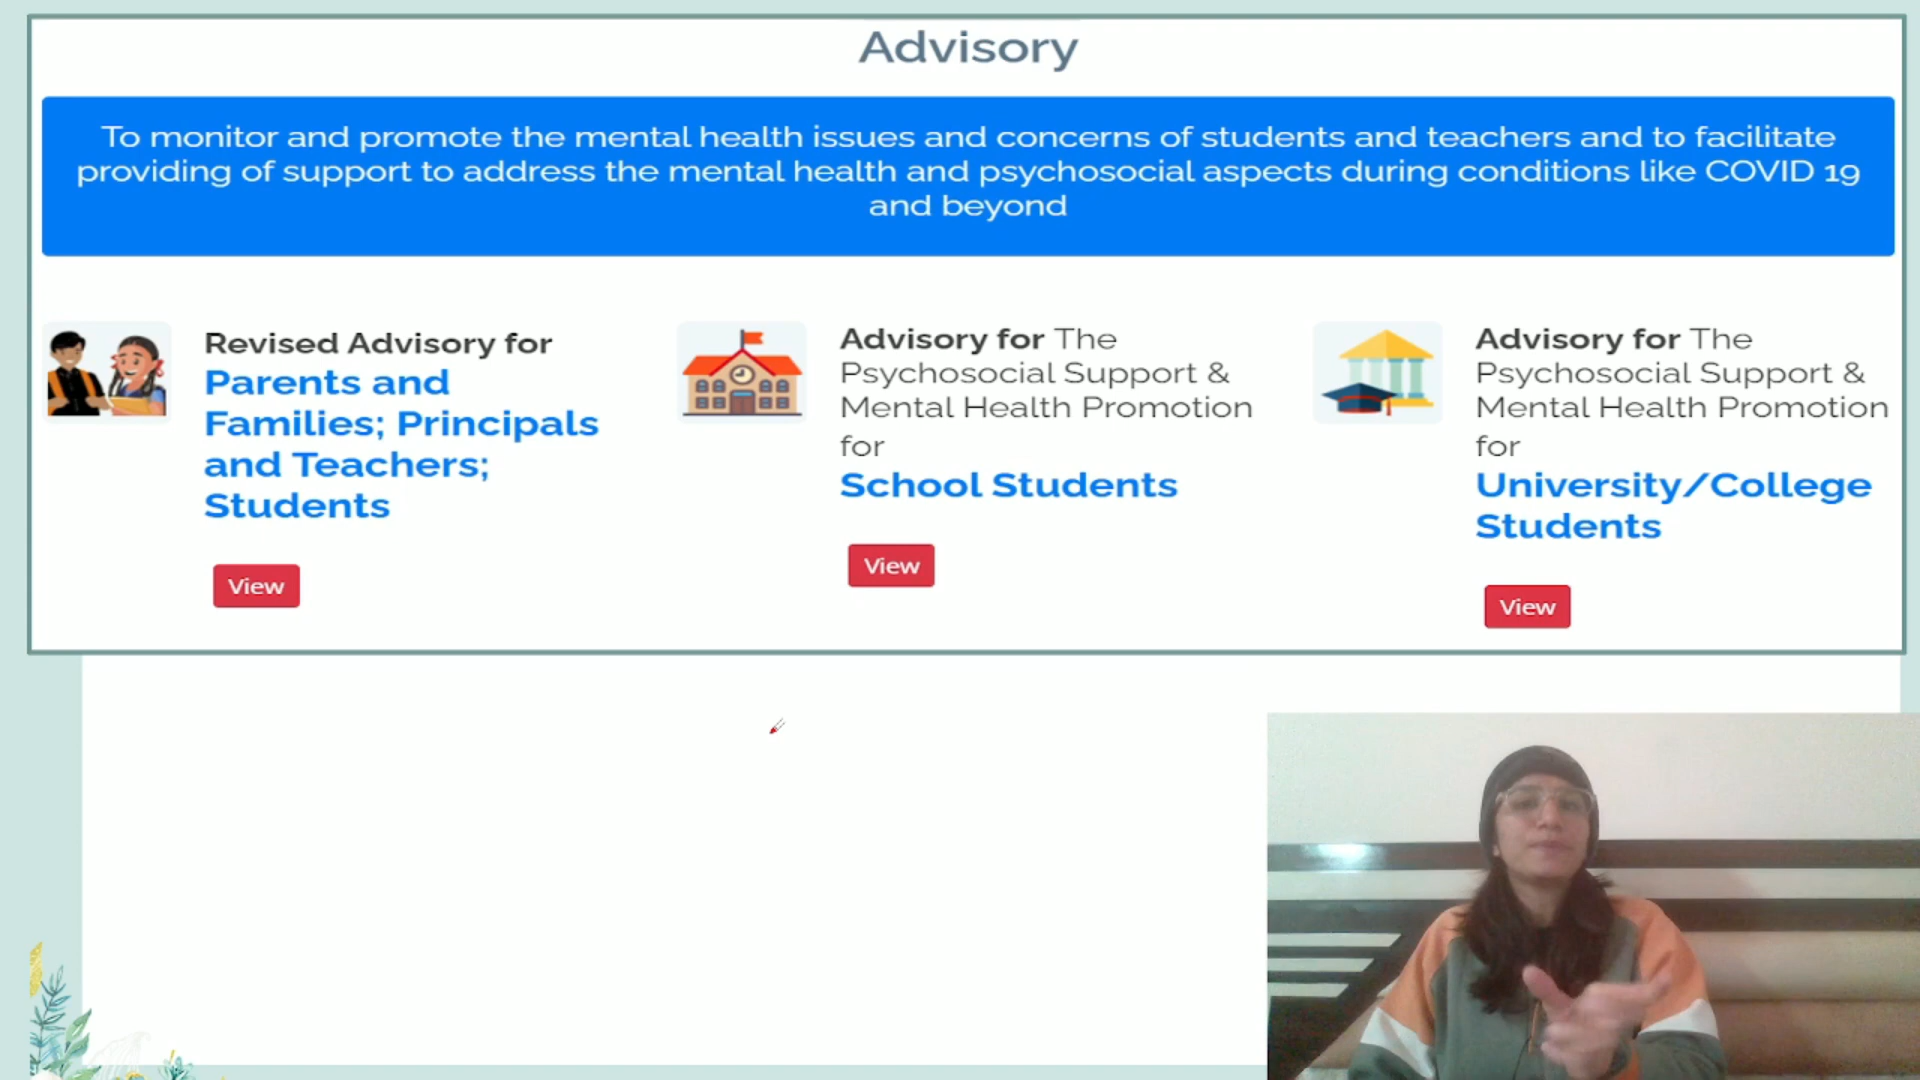 Advisory
To monitor and promote the mental health issues and concerns of students and teachers and to facilitate
providing of support to address the mental health and psychosocial aspects during conditions like COVID 19
and beyond
Revised Advisory for
Parents and
Families; Principals
and Teachers;
Students
View
Advisory for The
Psychosocial Support &
Mental Health Promotion
for
School Students
View
Advisory for The
Psychosocial Support &
Mental Health Promotion
for
University/College
Students
View